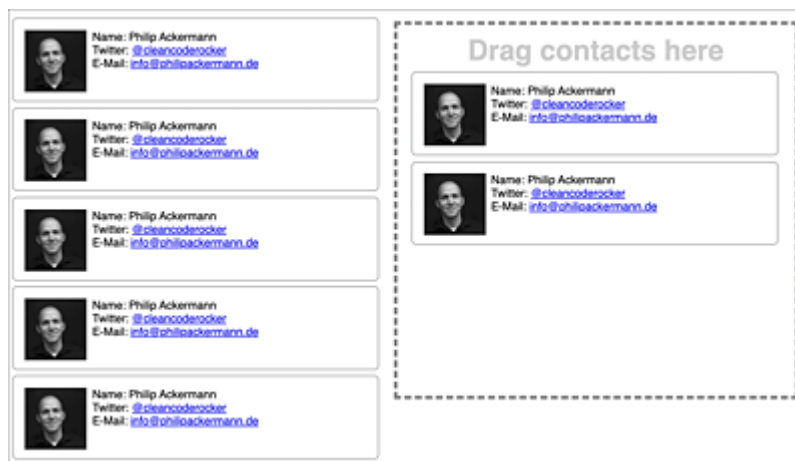 Name: Philip Ackermann
Twitter: @cleancoderocker
E-Mail: info@philipackermann.de
Name: Philip Ackermann
Twitter: @cleancoderocker
E-Mail: info@philipackermann.de
Name: Philip Ackermann
Twitter: @cleancoderocker
E-Mail: info@philipackermann.de
Name: Philip Ackermann
Twitter: @cleancoderocker
E-Mail: info@philipackermann.de
Name: Philip Ackermann
Twitter: @cleancoderocker
E-Mail: info@philipackermann.de
Drag contacts here
Name: Philip Ackermann
Twitter: @cleancoderocker
E-Mail: info@philipackermann.de
Name: Philip Ackermann
Twitter: @cleancoderocker
E-Mail: info@philipackermann.de